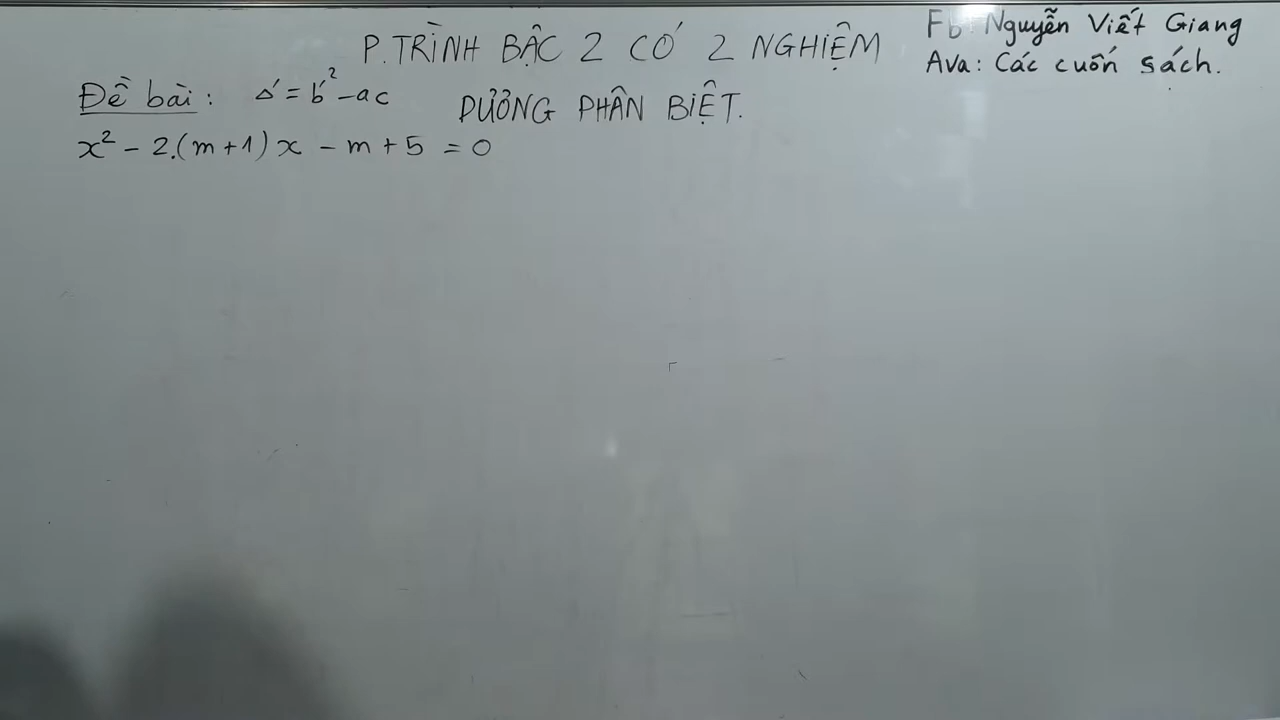 P.TRÌNH BẬC 2 CÓ 2 NGHIỆM
DƯƠNG PHÂN BIỆT.
Fb: Nguyễn Viết Giang
Ava: Các cuốn sách.
Đề bài: Δ' = b'² - ac
x² - 2.(m+1)x - m + 5 = 0